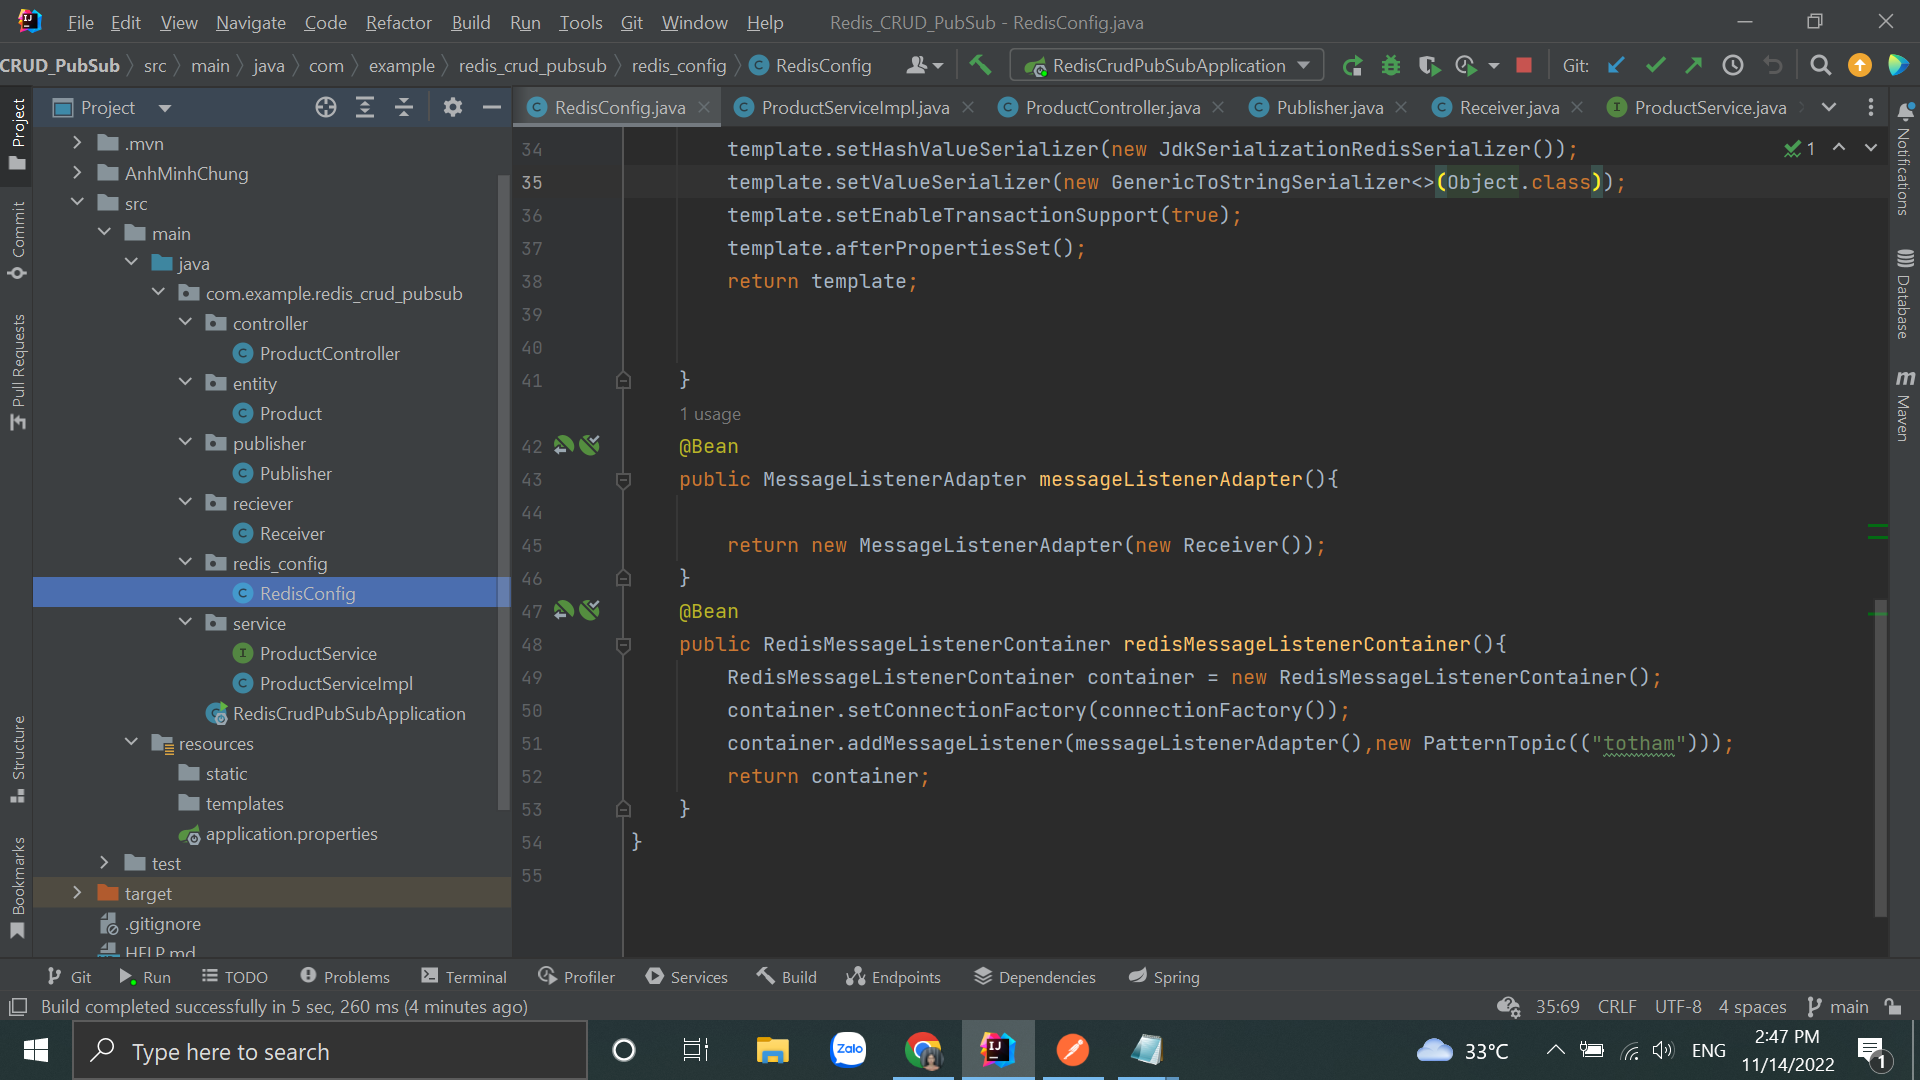 File Edit View Navigate Code Refactor Build Run Tools Git Window Help Redis_CRUD_PubSub - RedisConfig.java
CRUD_PubSub src main java com example redis_crud_pubsub redis_config RedisConfig RedisCrudPubSubApplication Git:
Project
RedisConfig.java ProductServiceImpl.java ProductController.java Publisher.java Receiver.java ProductService.java
Project
Commit
Pull Requests
Structure
Bookmarks
.mvn
AnhMinhChung
src
main
java
com.example.redis_crud_pubsub
controller
ProductController
entity
Product
publisher
Publisher
reciever
Receiver
redis_config
RedisConfig
service
ProductService
ProductServiceImpl
RedisCrudPubSubApplication
resources
static
templates
application.properties
test
target
.gitignore
HELP.md
34 template.setHashValueSerializer(new JdkSerializationRedisSerializer());
35 template.setValueSerializer(new GenericToStringSerializer<>(Object.class));
36 template.setEnableTransactionSupport(true);
37 template.afterPropertiesSet();
38 return template;
39
40
41 }
1 usage
42 @Bean
43 public MessageListenerAdapter messageListenerAdapter(){
44
45 return new MessageListenerAdapter(new Receiver());
46 }
47 @Bean
48 public RedisMessageListenerContainer redisMessageListenerContainer(){
49 RedisMessageListenerContainer container = new RedisMessageListenerContainer();
50 container.setConnectionFactory(connectionFactory());
51 container.addMessageListener(messageListenerAdapter(),new PatternTopic(("totham")));
52 return container;
53 }
54 }
55
1
Notifications
Database
Maven
Git Run TODO Problems Terminal Profiler Services Build Endpoints Dependencies Spring
Build completed successfully in 5 sec, 260 ms (4 minutes ago) 35:69 CRLF UTF-8 4 spaces main
Type here to search Zalo 33°C ENG 2:47 PM
11/14/2022 1